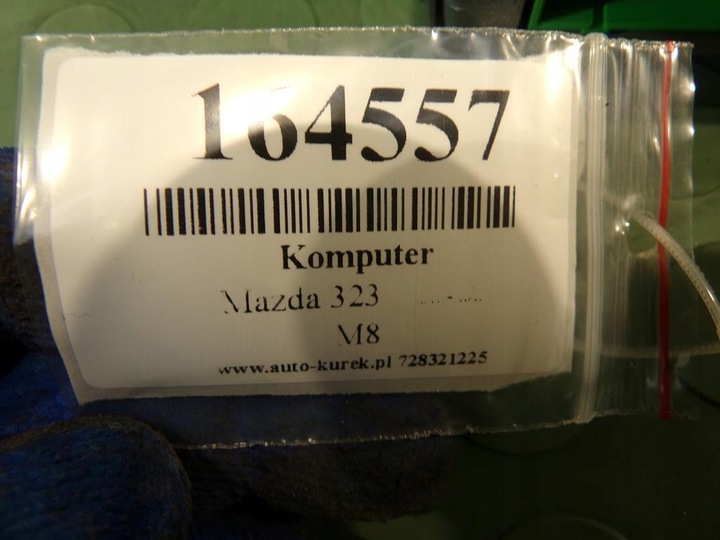 164557
Komputer
Mazda 323
M8
www.auto-kurek.pl 728321225